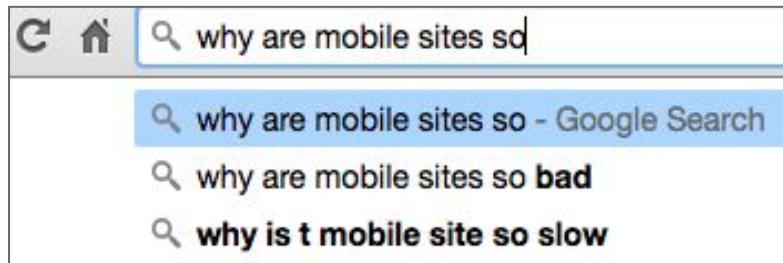 why are mobile sites so
why are mobile sites so - Google Search
why are mobile sites so bad
why is t mobile site so slow